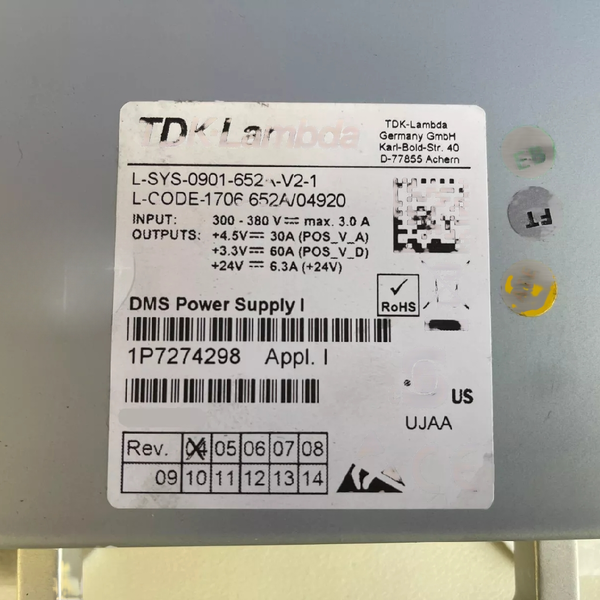 TDK Lambda
TDK-Lambda
Germany GmbH
Karl-Bold-Str. 40
D-77855 Achern
L-SYS-0901-652A-V2-1
L-CODE-1706 652A/04920
INPUT: 300 - 380 V max. 3.0 A
OUTPUTS: +4.5V 30A (POS_V_A)
+3.3V 60A (POS_V_D)
+24V 6.3A (+24V)
RoHS
DMS Power Supply I
1P7274298 Appl. I
US
UJAA
Rev. 04 05 06 07 08
09 10 11 12 13 14
FT